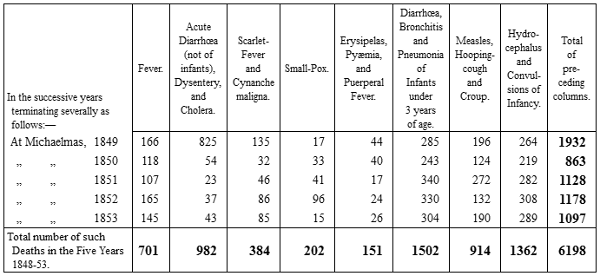 In the successive years
terminating severally as
follows:—
Fever.
Acute
Diarrhœa
(not of
infants),
Dysentery,
and
Cholera.
Scarlet-
Fever
and
Cynanche
maligna.
Small-Pox.
Erysipelas,
Pyæmia,
and
Puerperal
Fever.
Diarrhœa,
Bronchitis
and
Pneumonia
of
Infants
under
3 years
of age.
Measles,
Hooping-
cough
and
Croup.
Hydro-
cephalus
and
Convul-
sions of
Infancy.
Total
of
pre-
ceding
columns.
At Michaelmas, 1849 166 825 135 17 44 285 196 264 1932
„ „ 1850 118 54 32 33 40 243 124 219 863
„ „ 1851 107 23 46 41 17 340 272 282 1128
„ „ 1852 165 37 86 96 24 330 132 308 1178
„ „ 1853 145 43 85 15 26 304 190 289 1097
Total number of such
Deaths in the Five Years
1848-53.
701 982 384 202 151 1502 914 1362 6198